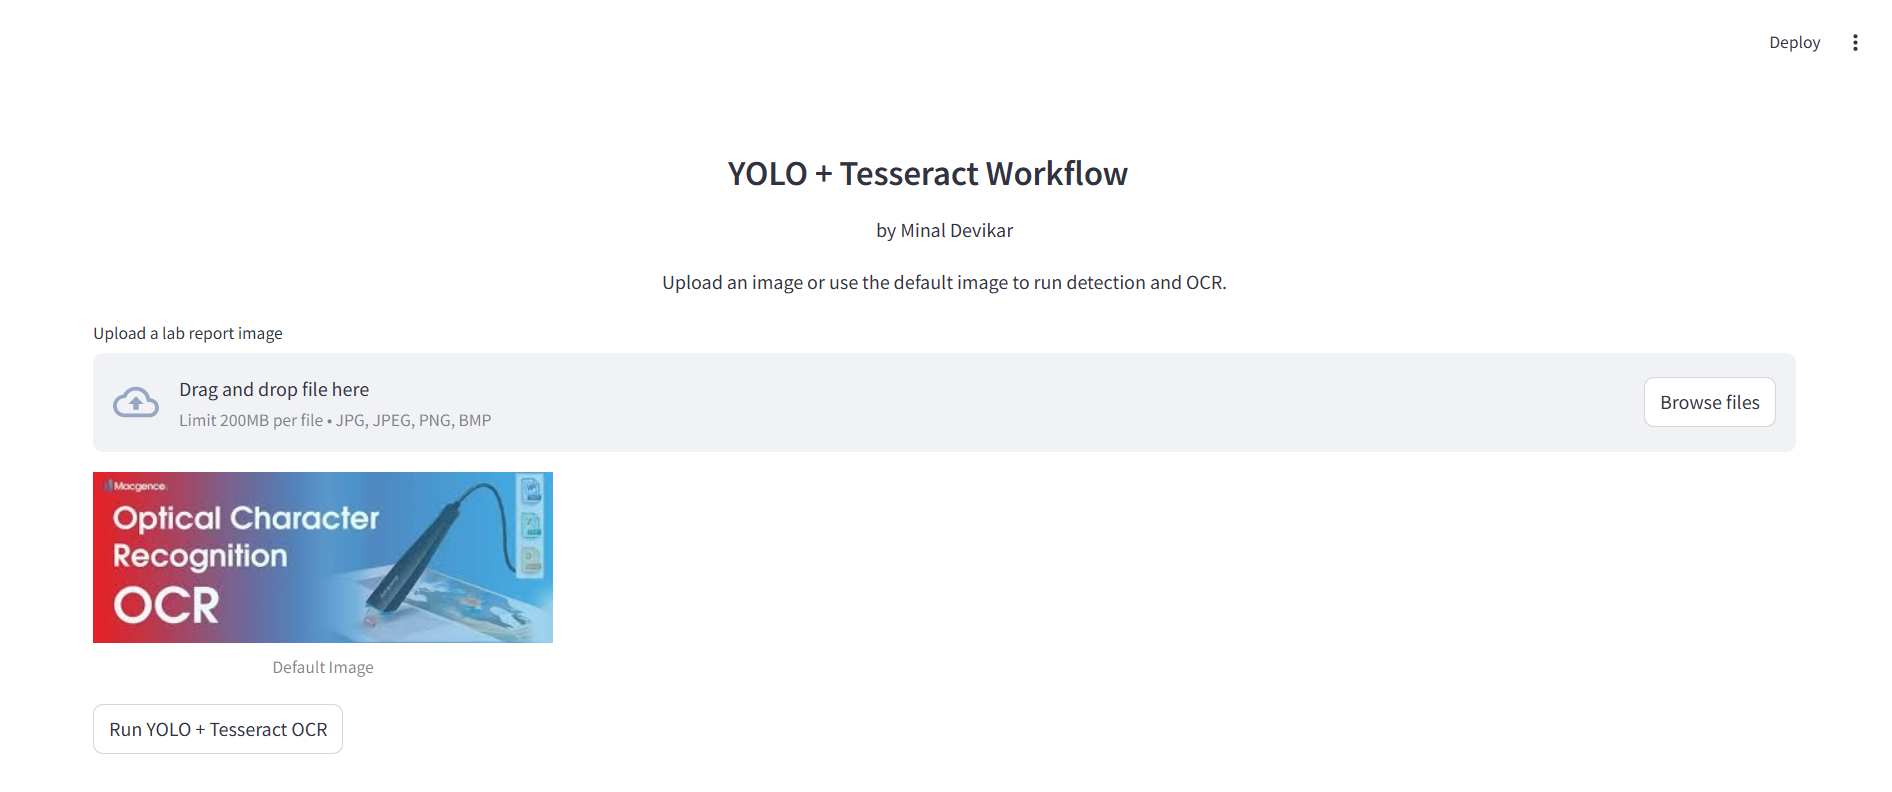 Deploy
YOLO + Tesseract Workflow
by Minal Devikar
Upload an image or use the default image to run detection and OCR.
Upload a lab report image
Drag and drop file here
Limit 200MB per file • JPG, JPEG, PNG, BMP
Browse files
Macgence
Optical Character
Recognition
OCR
Default Image
Run YOLO + Tesseract OCR